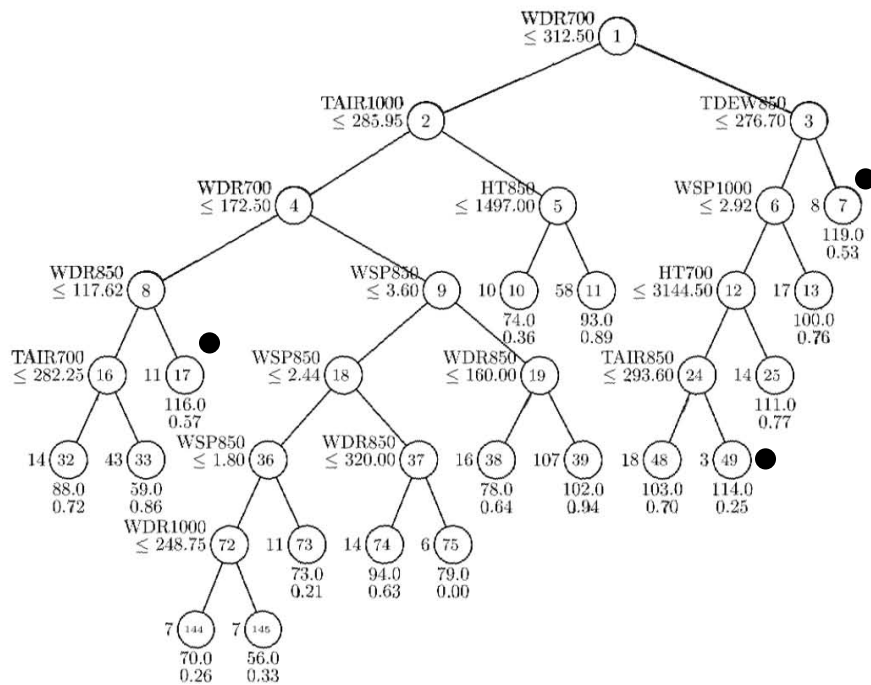 WDR700
≤ 312.50 1
TAIR1000 TDEW850
≤ 285.95 2 ≤ 276.70 3
WDR700 HT850 WSP1000
≤ 172.50 4 ≤ 1497.00 5 ≤ 2.92 6 8 7
119.0
0.53
WDR850 WSP850 HT700
≤ 117.62 8 ≤ 3.60 9 10 10 58 11 ≤ 3144.50 12 17 13
74.0 93.0 100.0
0.36 0.89 0.76
TAIR700 WSP850 WDR850 TAIR850
≤ 282.25 16 11 17 ≤ 2.44 18 ≤ 160.00 19 ≤ 293.60 24 14 25
116.0 111.0
0.57 0.77
WSP850 WDR850
14 32 43 33 ≤ 1.80 36 ≤ 320.00 37 16 38 107 39 18 48 3 49
88.0 59.0 78.0 102.0 103.0 114.0
0.72 0.86 0.64 0.94 0.70 0.25
WDR1000
≤ 248.75 72 11 73 14 74 6 75
73.0 94.0 79.0
0.21 0.63 0.00
7 144 7 145
70.0 56.0
0.26 0.33